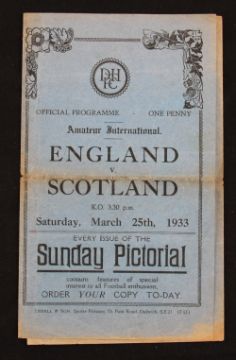 DHFC
OFFICIAL PROGRAMME - ONE PENNY
Amateur International.
ENGLAND
v.
SCOTLAND
K.O. 3.30 p.m.
Saturday, March 25th, 1933
EVERY ISSUE OF THE
Sunday Pictorial
contains features of special
interest to all Football enthusiasts,
ORDER YOUR COPY TO-DAY